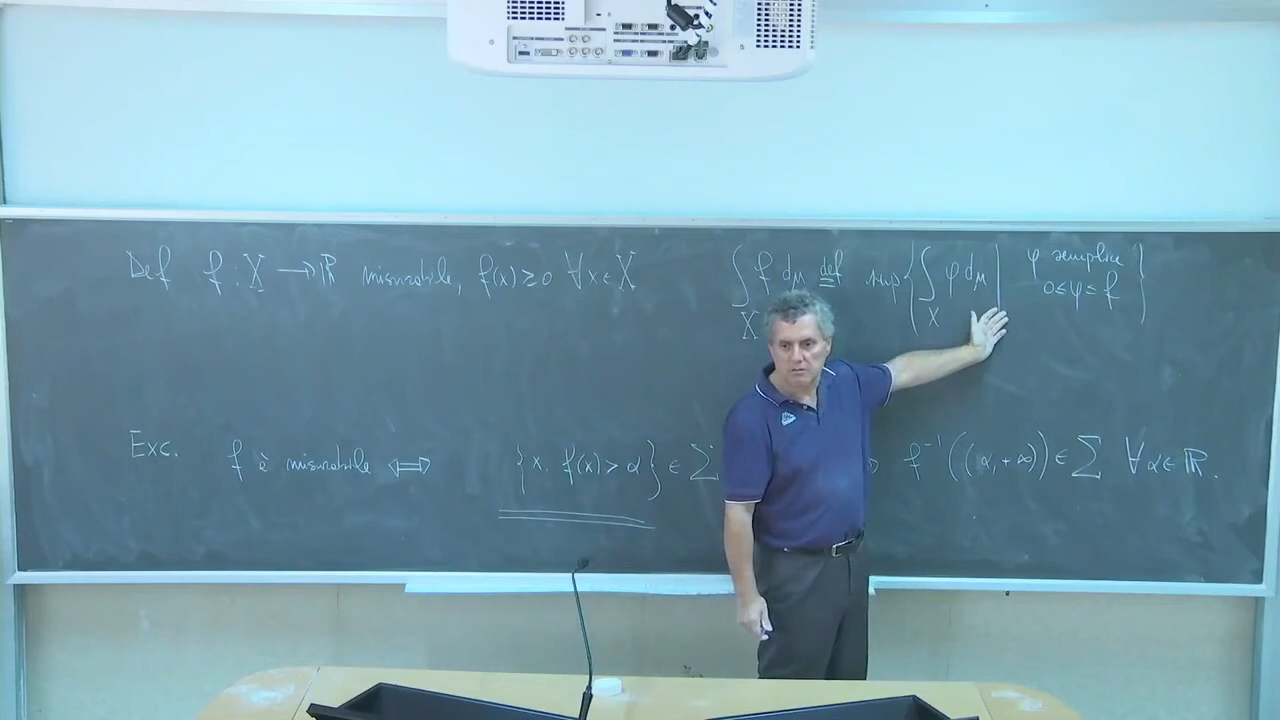 Def f : X → ℝ misurabile, f(x) ≥ 0 ∀x∈X ∫_X f dμ def= sup { ∫_X φ dμ | φ semplice 0≤φ≤f }
Exc. f è misurabile ⟺ {x. f(x) > α} ∈ Σ f⁻¹((α, +∞)) ∈ Σ ∀α∈ℝ.